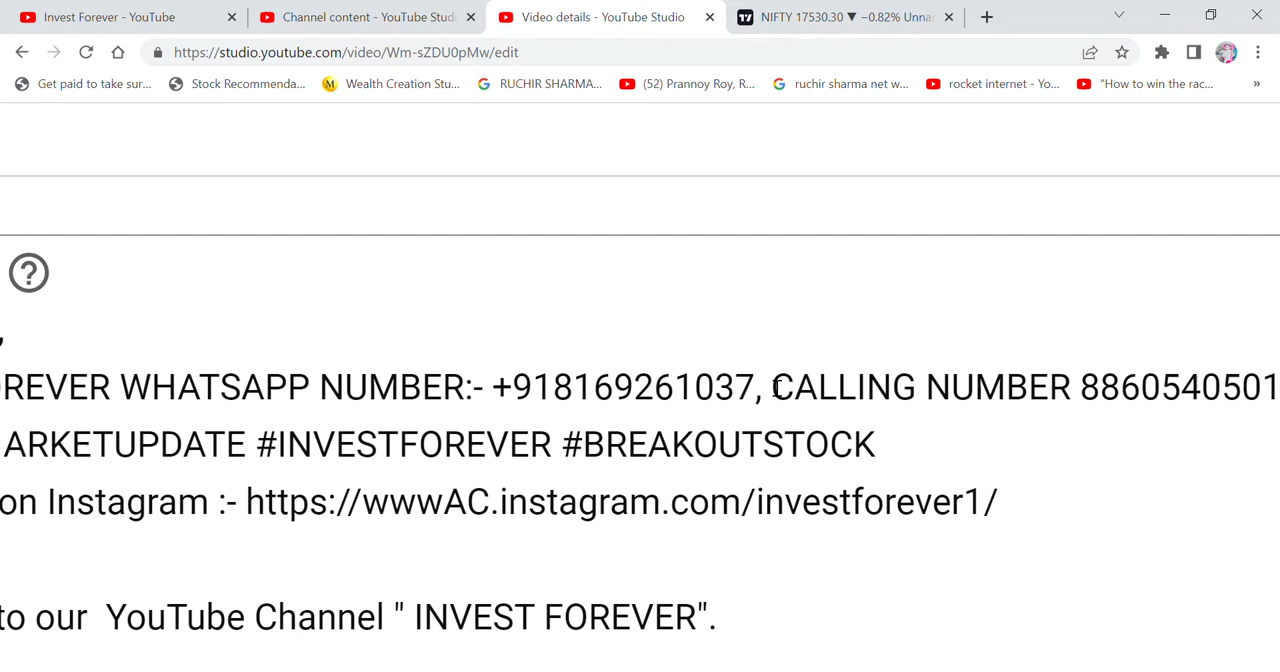 Invest Forever - YouTube
Channel content - YouTube Studi
Video details - YouTube Studio
NIFTY 17530.30 ▼ −0.82% Unna
https://studio.youtube.com/video/Wm-sZDU0pMw/edit
Get paid to take sur...
Stock Recommenda...
Wealth Creation Stu...
RUCHIR SHARMA...
(52) Prannoy Roy, R...
ruchir sharma net w...
rocket internet - Yo...
"How to win the rac...
»
,
OREVER WHATSAPP NUMBER:- +918169261037, CALLING NUMBER 8860540501
ARKETUPDATE #INVESTFOREVER #BREAKOUTSTOCK
on Instagram :- https://wwwAC.instagram.com/investforever1/
to our  YouTube Channel " INVEST FOREVER".